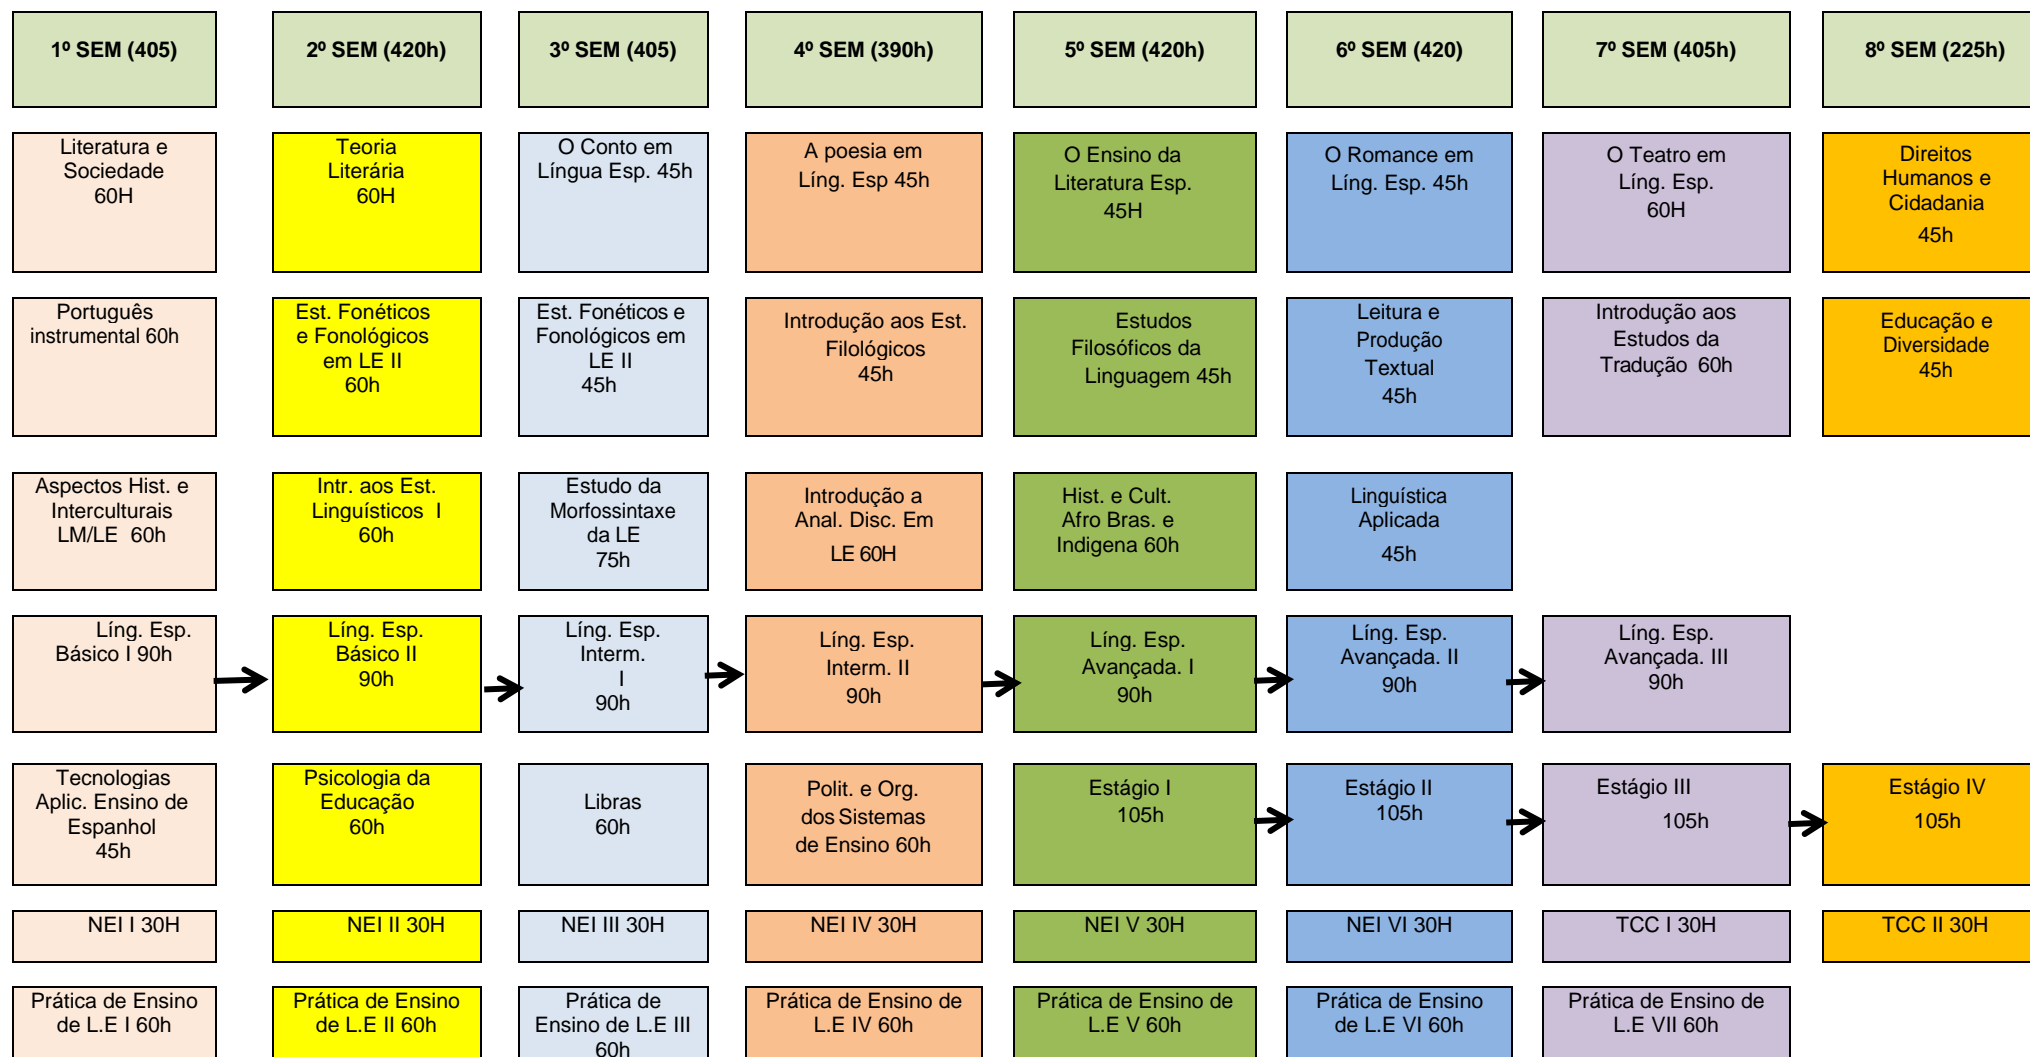 1º SEM (405)
2º SEM (420h)
3º SEM (405)
4º SEM (390h)
5º SEM (420h)
6º SEM (420)
7º SEM (405h)
8º SEM (225h)
Literatura e
Sociedade
60H
Teoria
Literária
60H
O Conto em
Língua Esp. 45h
A poesia em
Líng. Esp 45h
O Ensino da
Literatura Esp.
45H
O Romance em
Líng. Esp. 45h
O Teatro em
Líng. Esp.
60H
Direitos
Humanos e
Cidadania
45h
Português
instrumental 60h
Est. Fonéticos
e Fonológicos
em LE II
60h
Est. Fonéticos e
Fonológicos em
LE II
45h
Introdução aos Est.
Filológicos
45h
Estudos
Filosóficos da
Linguagem 45h
Leitura e
Produção
Textual
45h
Introdução aos
Estudos da
Tradução 60h
Educação e
Diversidade
45h
Aspectos Hist. e
Interculturais
LM/LE 60h
Intr. aos Est.
Linguísticos I
60h
Estudo da
Morfossintaxe
da LE
75h
Introdução a
Anal. Disc. Em
LE 60H
Hist. e Cult.
Afro Bras. e
Indigena 60h
Linguística
Aplicada
45h
Líng. Esp.
Básico I 90h
Líng. Esp.
Básico II
90h
Líng. Esp.
Interm.
I
90h
Líng. Esp.
Interm. II
90h
Líng. Esp.
Avançada. I
90h
Líng. Esp.
Avançada. II
90h
Líng. Esp.
Avançada. III
90h
Tecnologias
Aplic. Ensino de
Espanhol
45h
Psicologia da
Educação
60h
Libras
60h
Polit. e Org.
dos Sistemas
de Ensino 60h
Estágio I
105h
Estágio II
105h
Estágio III
105h
Estágio IV
105h
NEI I 30H
NEI II 30H
NEI III 30H
NEI IV 30H
NEI V 30H
NEI VI 30H
TCC I 30H
TCC II 30H
Prática de Ensino
de L.E I 60h
Prática de Ensino
de L.E II 60h
Prática de
Ensino de L.E III
60h
Prática de Ensino de
L.E IV 60h
Prática de Ensino de
L.E V 60h
Prática de Ensino
de L.E VI 60h
Prática de Ensino de
L.E VII 60h